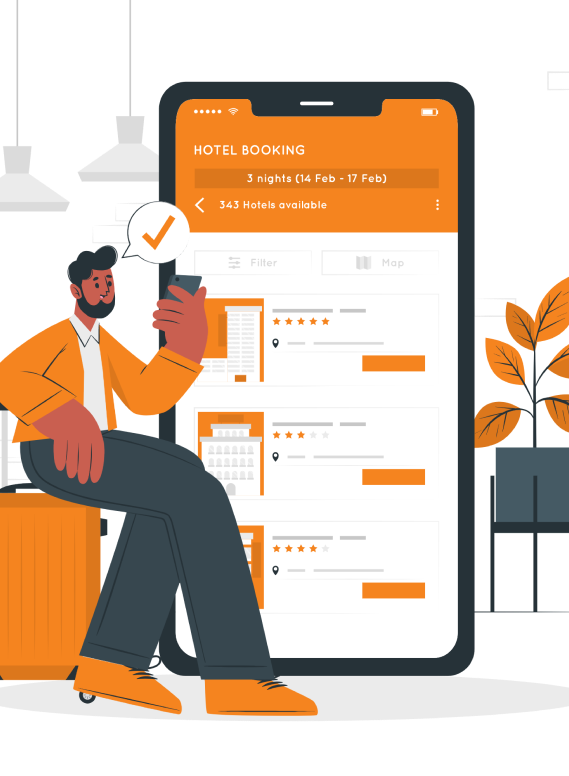 HOTEL BOOKING
3 nights (14 Feb - 17 Feb)
343 Hotels available
Filter
Map